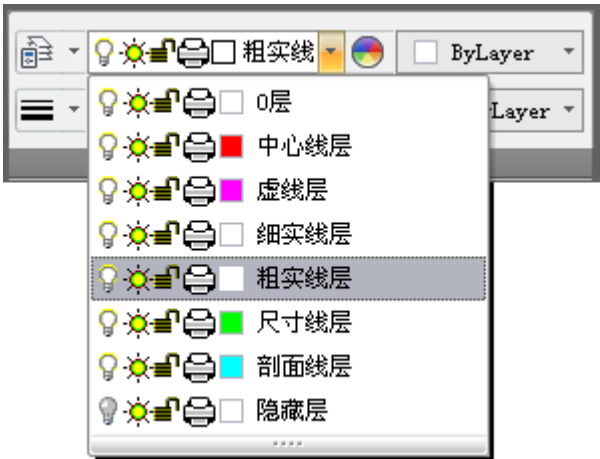 粗实线 ByLayer
0层
Layer
中心线层
虚线层
细实线层
粗实线层
尺寸线层
剖面线层
隐藏层